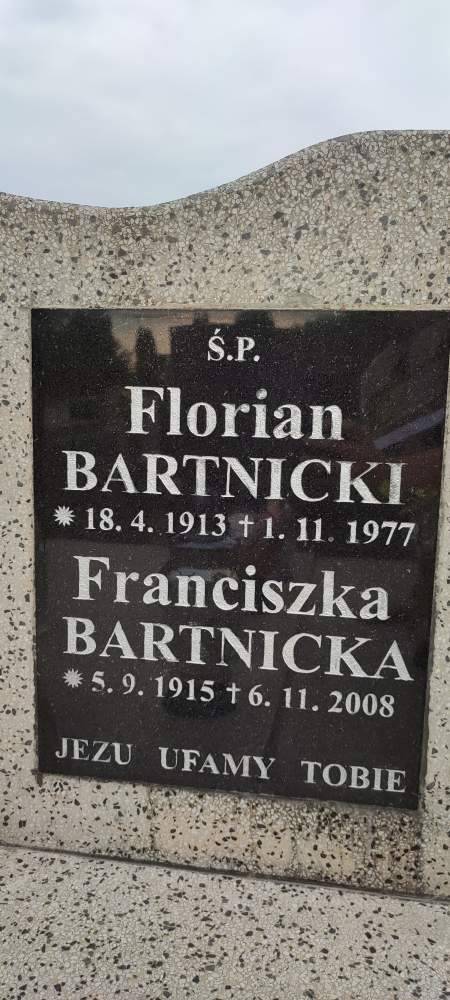 Ś.P.
Florian
BARTNICKI
* 18. 4. 1913 † 1. 11. 1977
Franciszka
BARTNICKA
* 5. 9. 1915 † 6. 11. 2008
JEZU UFAMY TOBIE